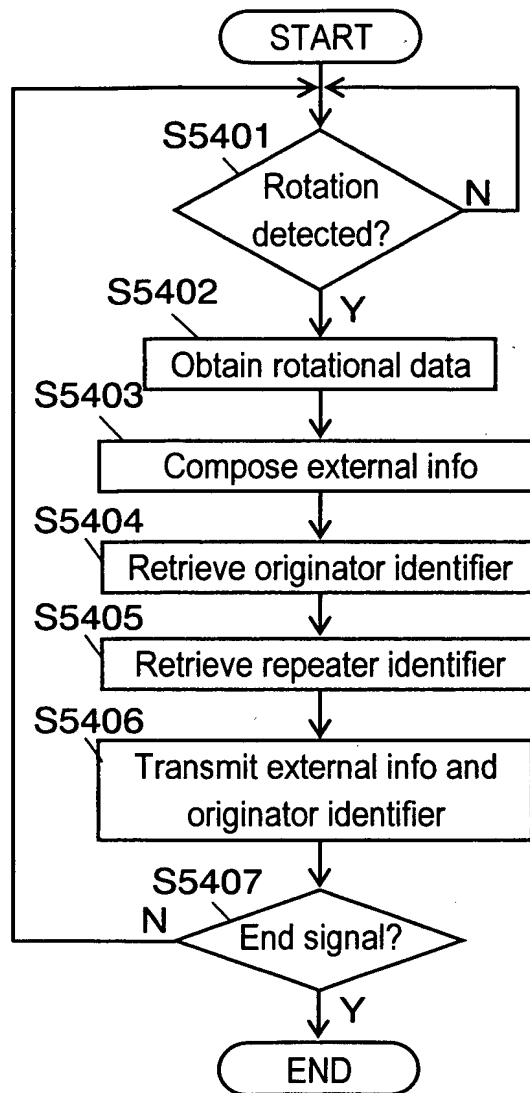 START
S5401
Rotation
detected?
N
Y
S5402
Obtain rotational data
S5403
Compose external info
S5404
Retrieve originator identifier
S5405
Retrieve repeater identifier
S5406
Transmit external info and
originator identifier
S5407
N
End signal?
Y
END